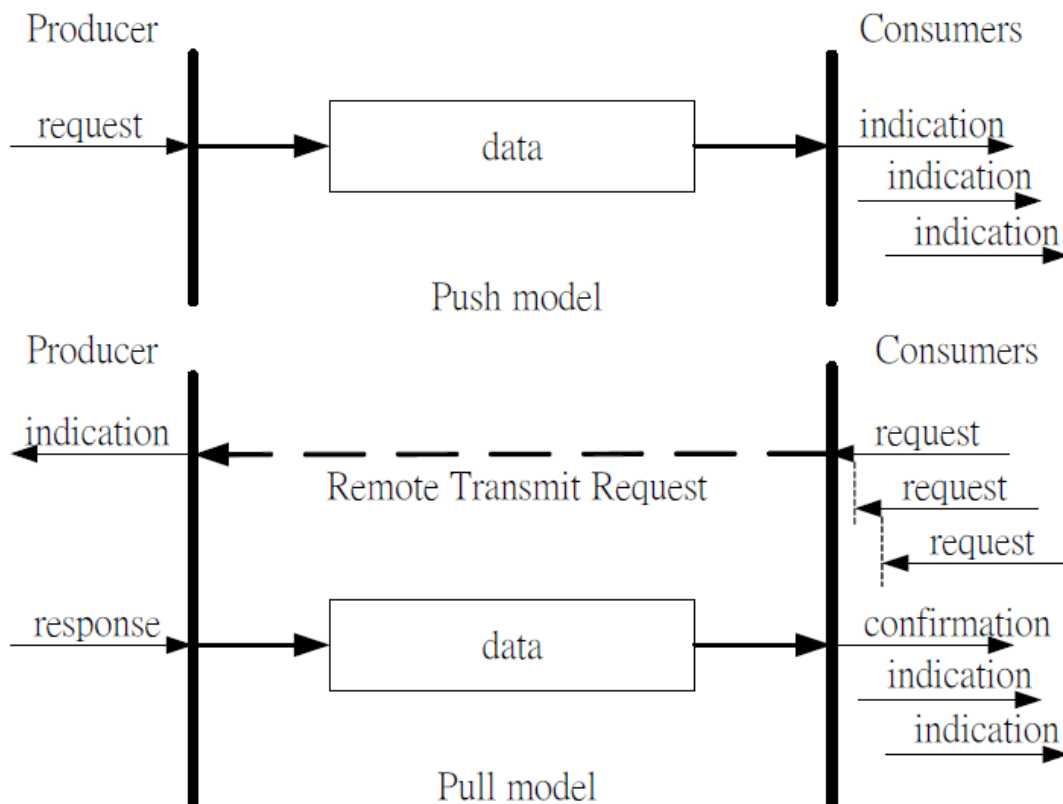 Producer
Consumers
request
data
indication
indication
indication
Push model
Producer
Consumers
indication
request
Remote Transmit Request
request
request
response
data
confirmation
indication
indication
Pull model